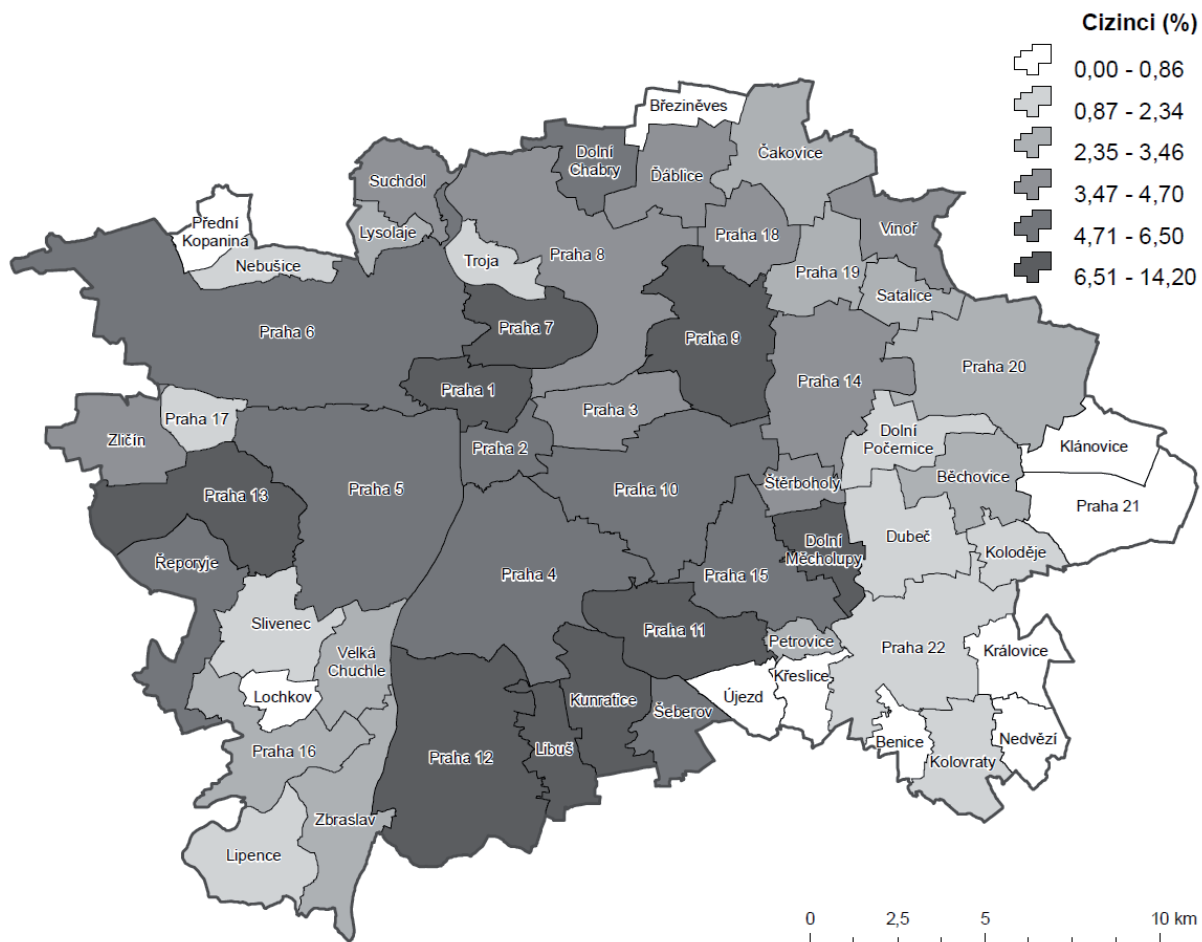 Cizinci (%)
0,00 - 0,86
0,87 - 2,34
2,35 - 3,46
3,47 - 4,70
4,71 - 6,50
6,51 - 14,20
Březiněves
Dolní
Chabry
Ďáblice
Čakovice
Suchdol
Lysolaje
Přední
Kopanina
Nebušice
Troja
Praha 8
Praha 18
Vinoř
Praha 19
Satalice
Praha 6
Praha 7
Praha 9
Praha 20
Praha 14
Praha 1
Praha 3
Praha 17
Zličín
Praha 2
Dolní
Počernice
Klánovice
Běchovice
Praha 21
Praha 13
Praha 5
Praha 10
Štěrboholy
Dubeč
Koloděje
Dolní
Měcholupy
Řeporyje
Praha 4
Praha 15
Slivenec
Velká
Chuchle
Praha 11
Petrovice
Praha 22
Královice
Lochkov
Kunratice
Šeberov
Újezd
Křeslice
Praha 16
Praha 12
Libuš
Benice
Kolovraty
Nedvězí
Zbraslav
Lipence
0 2,5 5 10 km